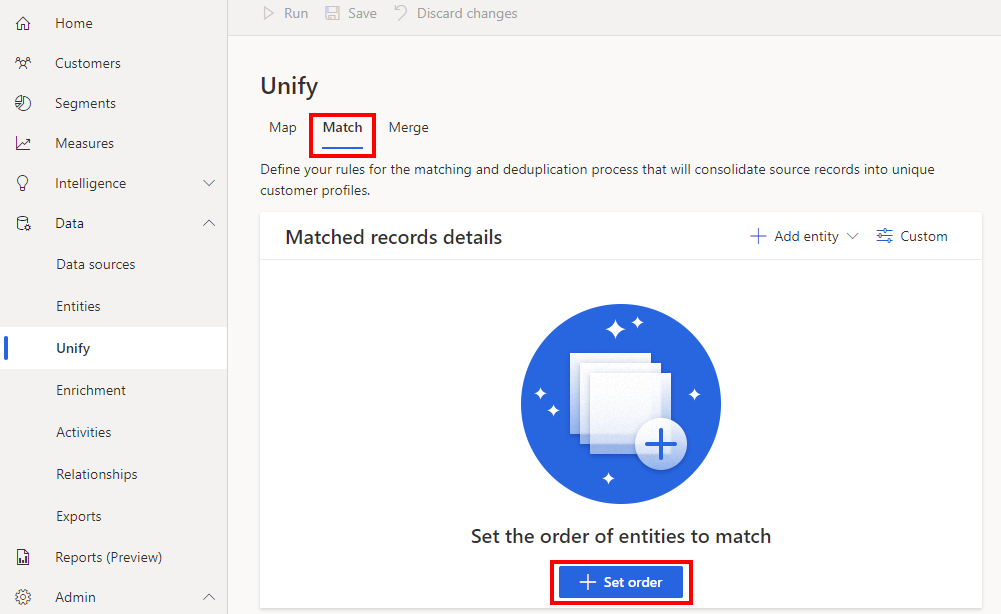 Home
Customers
Segments
Measures
Intelligence
Data
Data sources
Entities
Unify
Enrichment
Activities
Relationships
Exports
Reports (Preview)
Admin
Run Save Discard changes
Unify
Map Match Merge
Define your rules for the matching and deduplication process that will consolidate source records into unique
customer profiles.
Matched records details
Add entity Custom
Set the order of entities to match
Set order